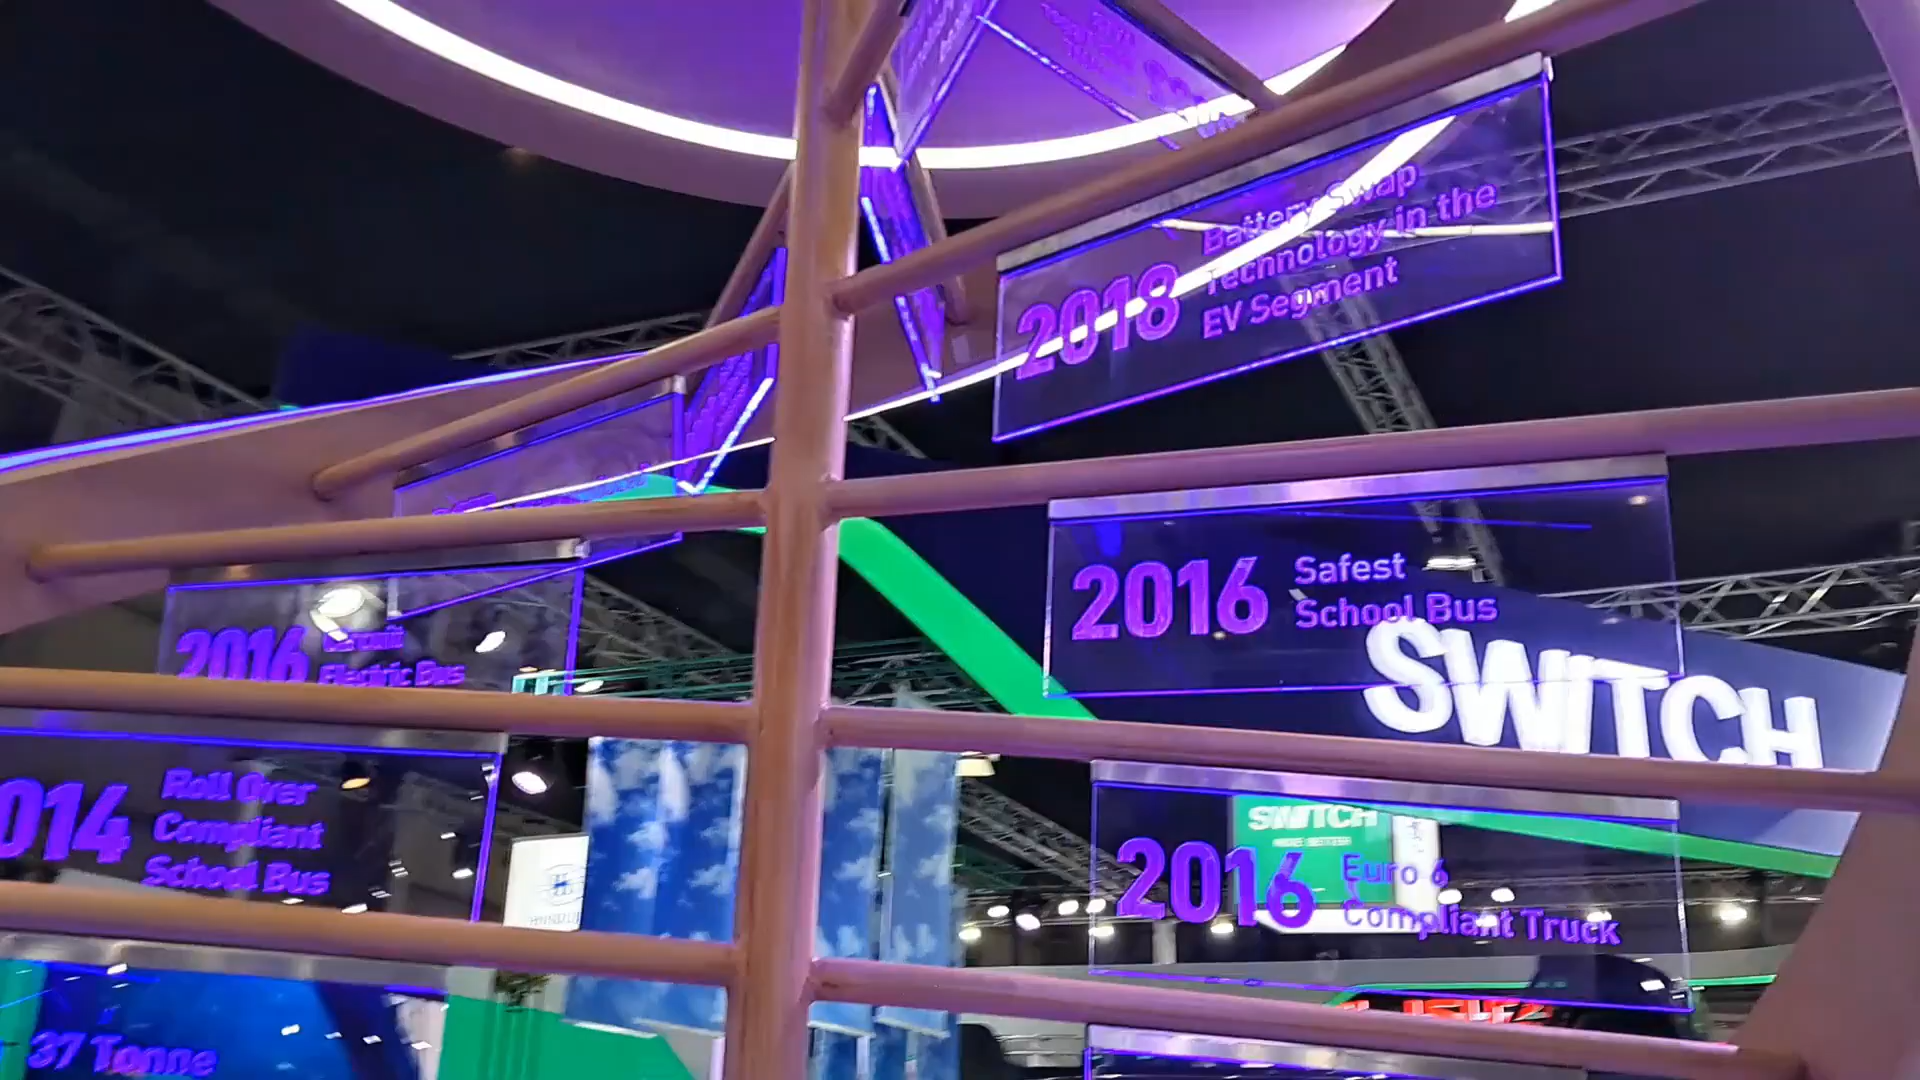 2018
Battery Swap
Technology in the
EV Segment
2016
Safest
School Bus
SWITCH
2016
Circuit
Electric Bus
014
Roll Over
Compliant
School Bus
SWITCH
2016
Euro 6
Compliant Truck
37 Tonne